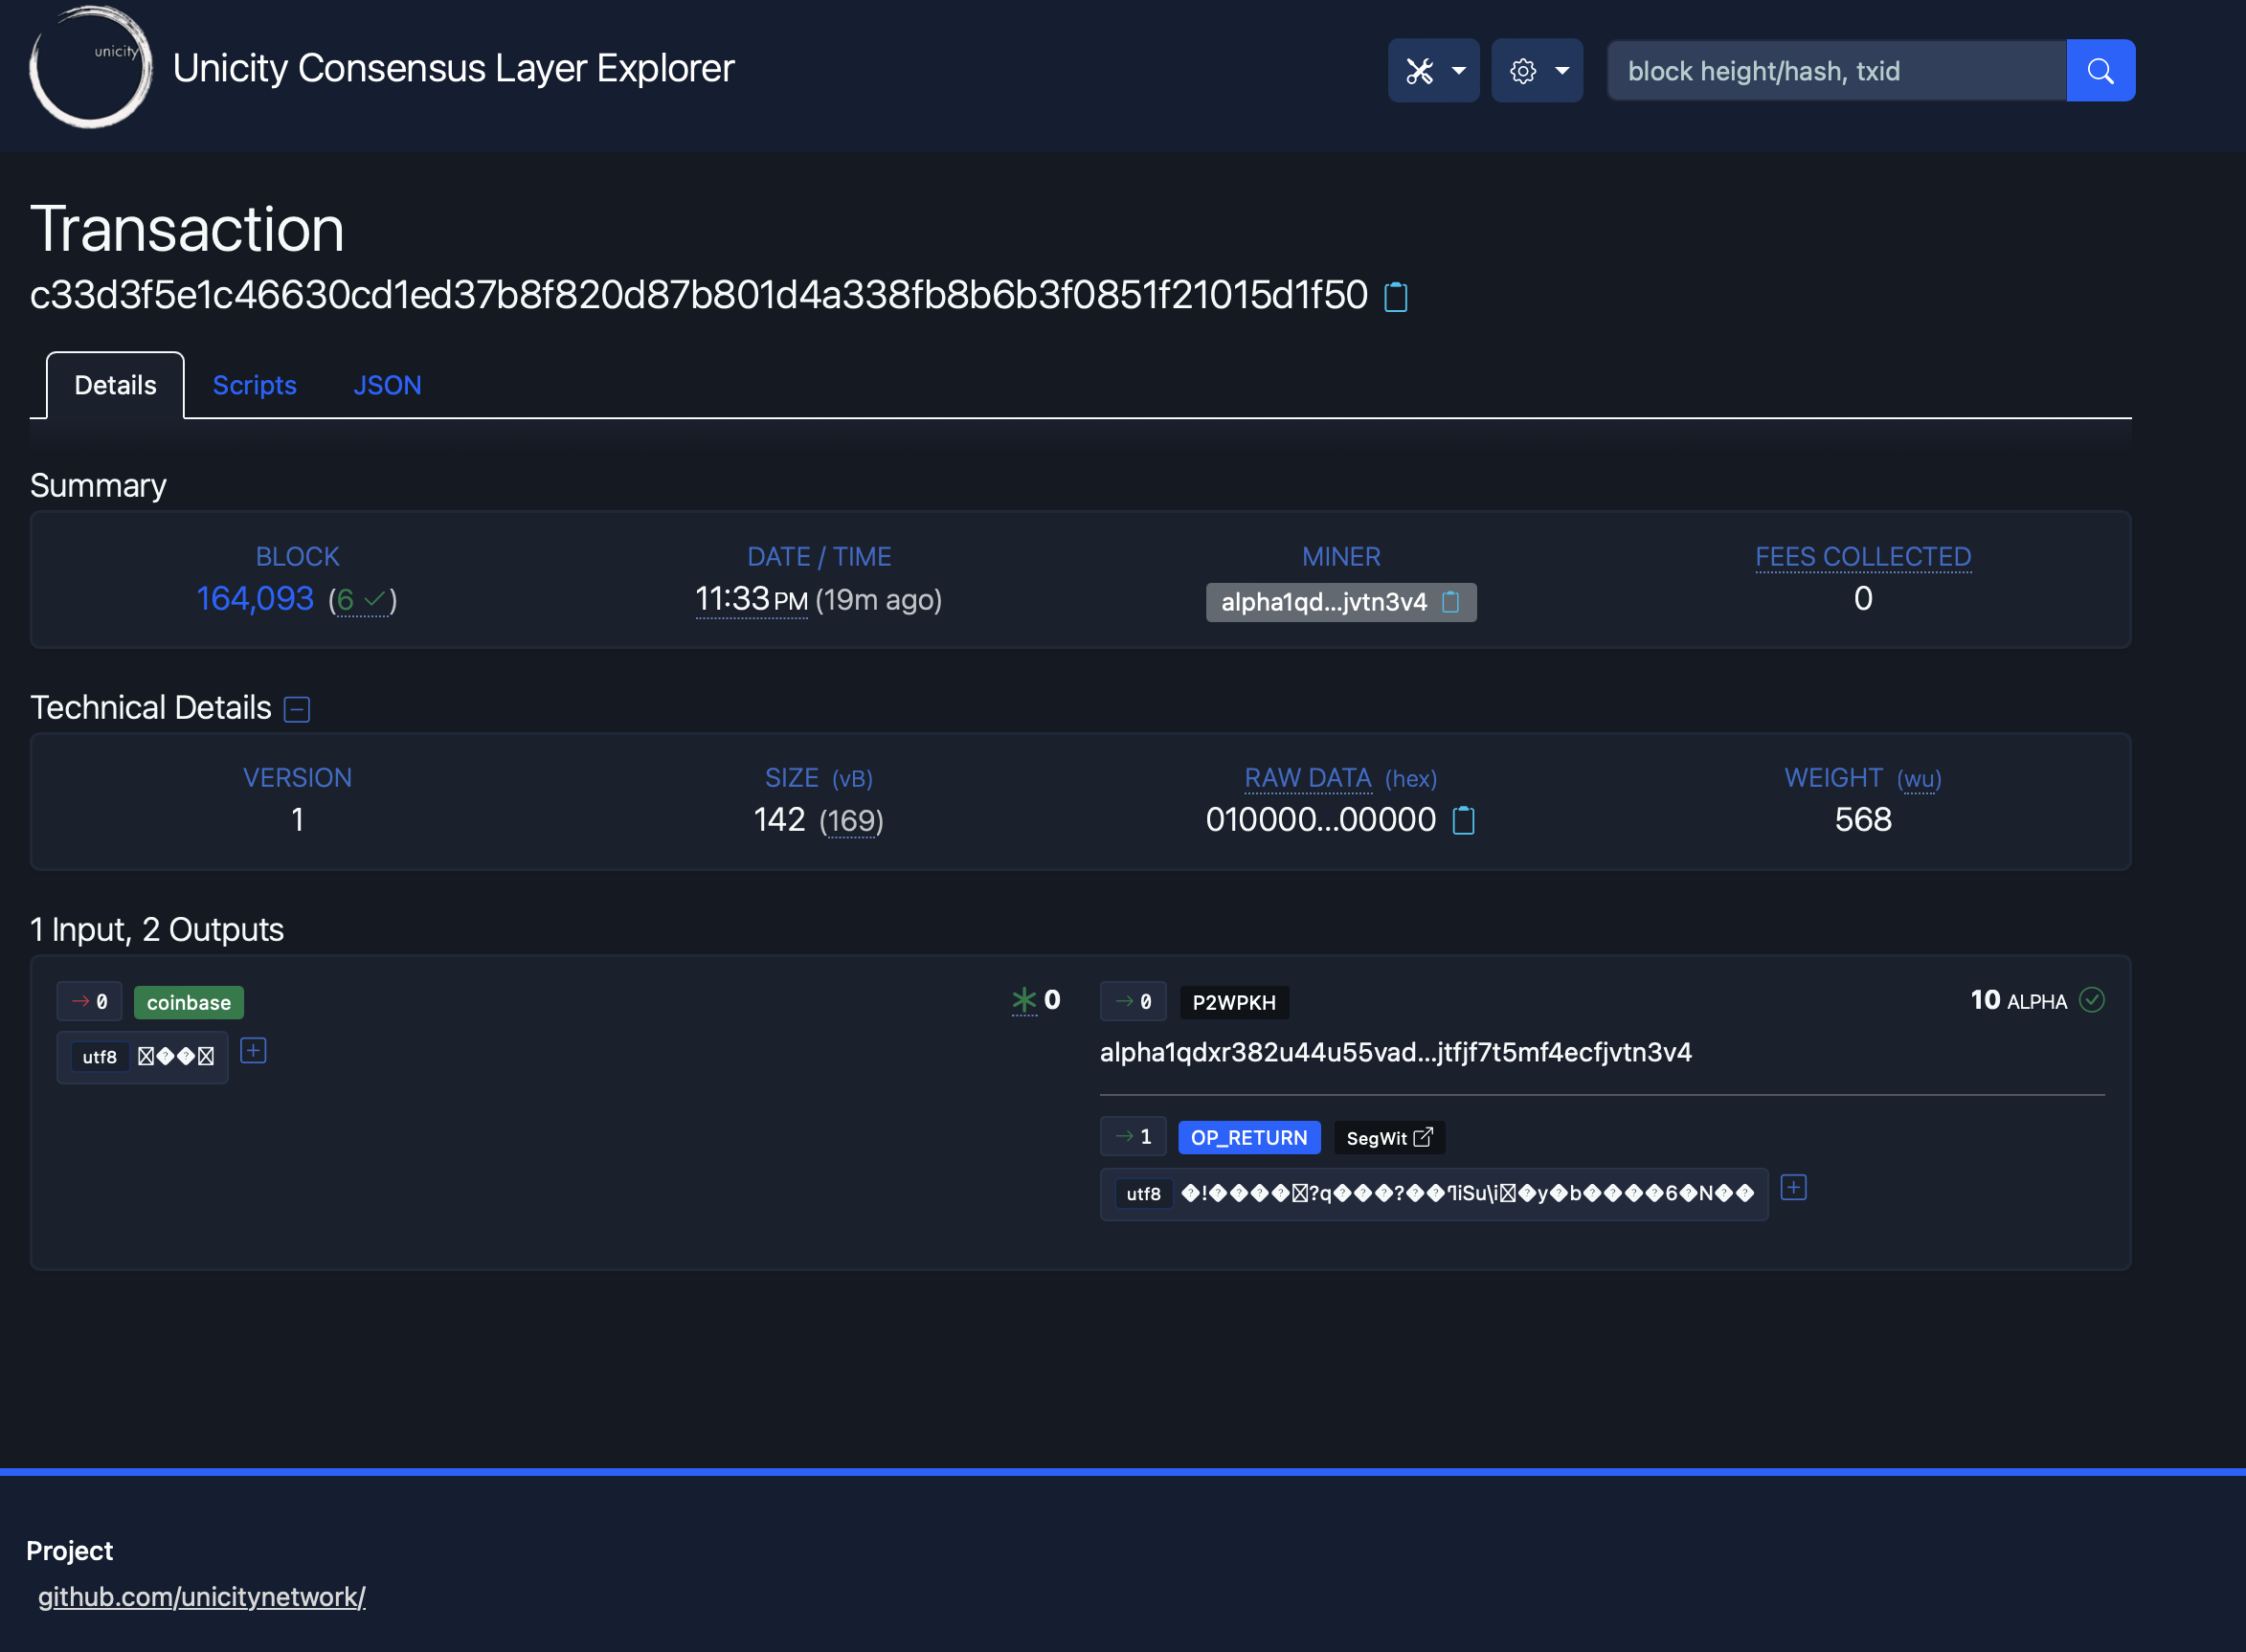 unicity
Unicity Consensus Layer Explorer
block height/hash, txid
Transaction
c33d3f5e1c46630cd1ed37b8f820d87b801d4a338fb8b6b3f0851f21015d1f50
Details Scripts JSON
Summary
BLOCK DATE / TIME MINER FEES COLLECTED
164,093 (6 ✓) 11:33 PM (19m ago) alpha1qd...jvtn3v4 0
Technical Details
VERSION SIZE (vB) RAW DATA (hex) WEIGHT (wu)
1 142 (169) 010000...00000 568
1 Input, 2 Outputs
→ 0 coinbase 0
utf8
→ 0 P2WPKH 10 ALPHA
alpha1qdxr382u44u55vad...jtfjf7t5mf4ecfjvtn3v4
→ 1 OP_RETURN SegWit
utf8 �!����☒?q���?��ꟼiSu\i☒�y�b����6�N��
Project
github.com/unicitynetwork/